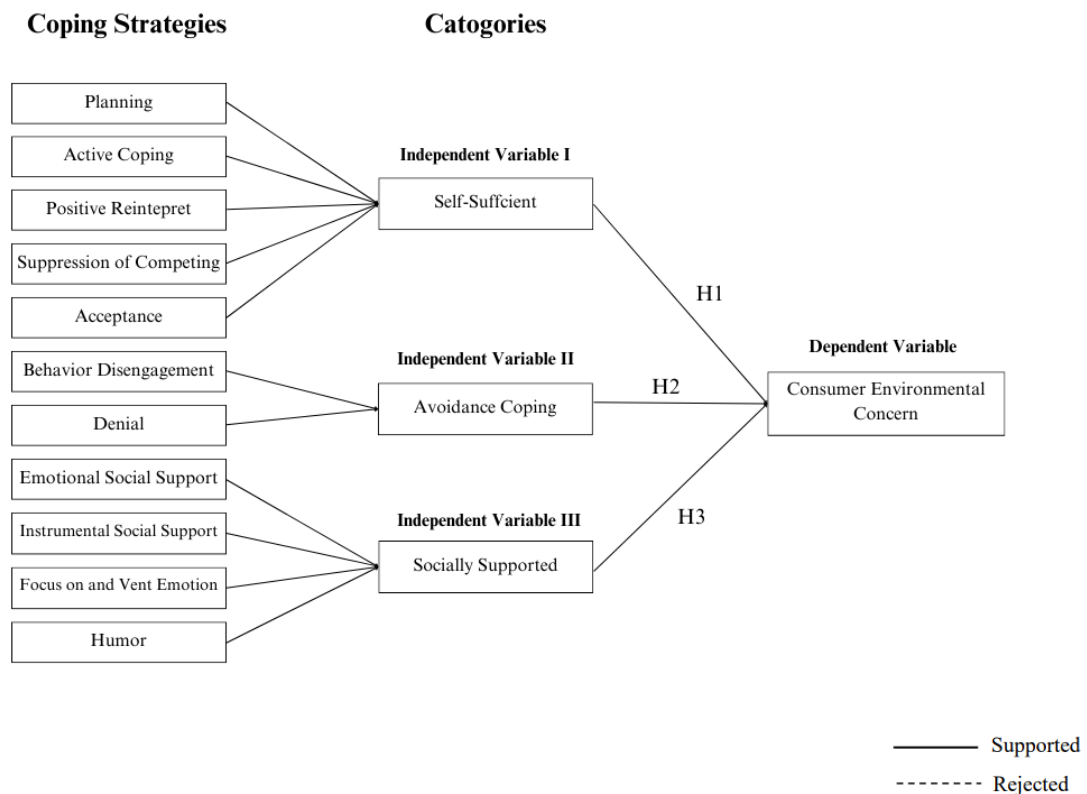 Coping Strategies
Catogories
Planning
Active Coping
Positive Reintepret
Suppression of Competing
Acceptance
Behavior Disengagement
Denial
Emotional Social Support
Instrumental Social Support
Focus on and Vent Emotion
Humor
Independent Variable I
Self-Suffcient
Independent Variable II
Avoidance Coping
Independent Variable III
Socially Supported
H1
H2
H3
Dependent Variable
Consumer Environmental
Concern
Supported
Rejected